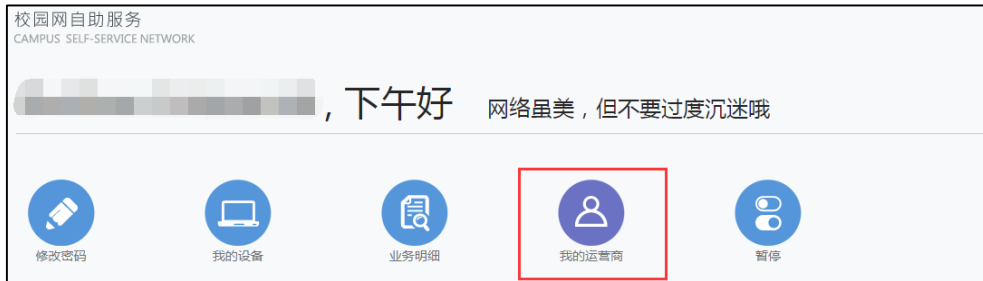 校园网自助服务
CAMPUS SELF-SERVICE NETWORK
，下午好 网络虽美，但不要过度沉迷哦
修改密码 我的设备 业务明细 我的运营商 暂停